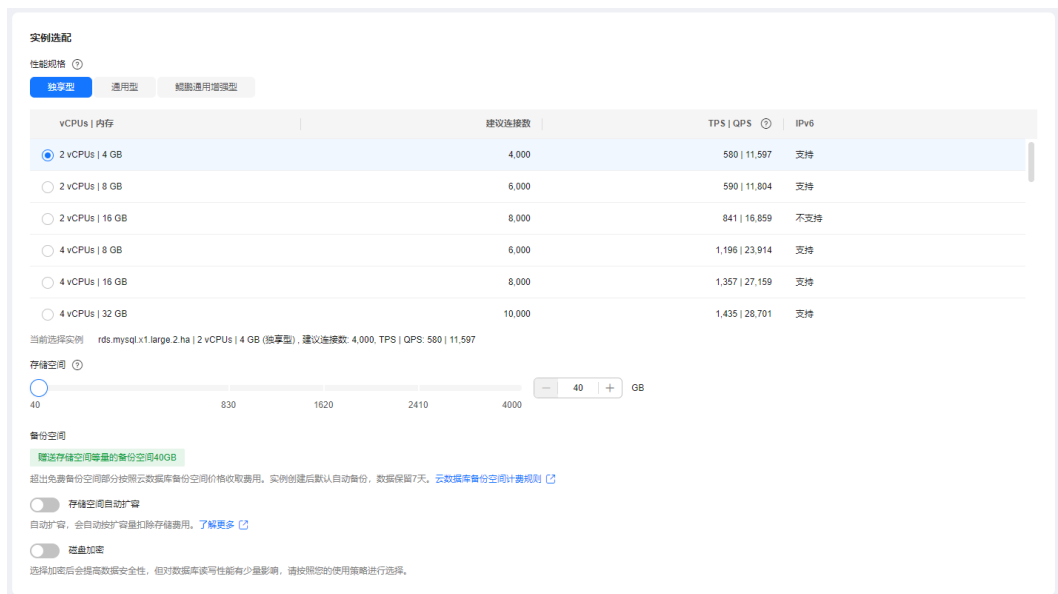 实例选配
性能规格 ?
独享型 通用型 鲲鹏通用增强型
vCPUs | 内存 建议连接数 TPS | QPS ? IPv6
2 vCPUs | 4 GB 4,000 580 | 11,597 支持
2 vCPUs | 8 GB 6,000 590 | 11,804 支持
2 vCPUs | 16 GB 8,000 841 | 16,859 不支持
4 vCPUs | 8 GB 6,000 1,196 | 23,914 支持
4 vCPUs | 16 GB 8,000 1,357 | 27,159 支持
4 vCPUs | 32 GB 10,000 1,435 | 28,701 支持
当前选择实例 rds.mysql.x1.large.2.ha | 2 vCPUs | 4 GB (独享型) , 建议连接数: 4,000, TPS | QPS: 580 | 11,597
存储空间 ?
40 GB
40 830 1620 2410 4000
备份空间
赠送存储空间等量的备份空间40GB
超出免费备份空间部分按照云数据库备份空间价格收取费用。实例创建后默认自动备份，数据保留7天。云数据库备份空间计费规则
存储空间自动扩容
自动扩容，会自动按扩容量扣除存储费用。了解更多
磁盘加密
选择加密后会提高数据安全性，但对数据库读写性能有少量影响，请按照您的使用策略进行选择。